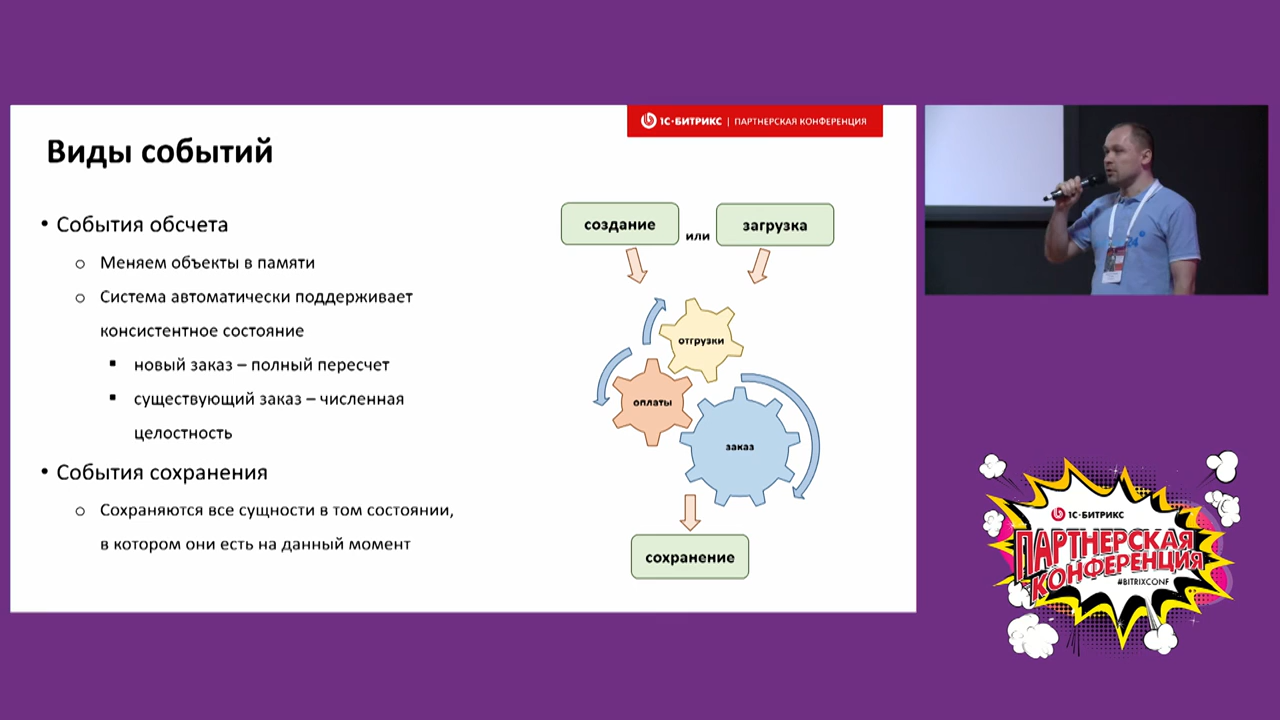 1С-БИТРИКС | ПАРТНЕРСКАЯ КОНФЕРЕНЦИЯ
Виды событий
• События обсчета
o Меняем объекты в памяти
o Система автоматически поддерживает
консистентное состояние
▪ новый заказ – полный пересчет
▪ существующий заказ – численная
целостность
• События сохранения
o Сохраняются все сущности в том состоянии,
в котором они есть на данный момент
создание
или
загрузка
отгрузки
оплаты
заказ
сохранение
24
1С-БИТРИКС
ПАРТНЕРСКАЯ
КОНФЕРЕНЦИЯ
#BITRIXCONF